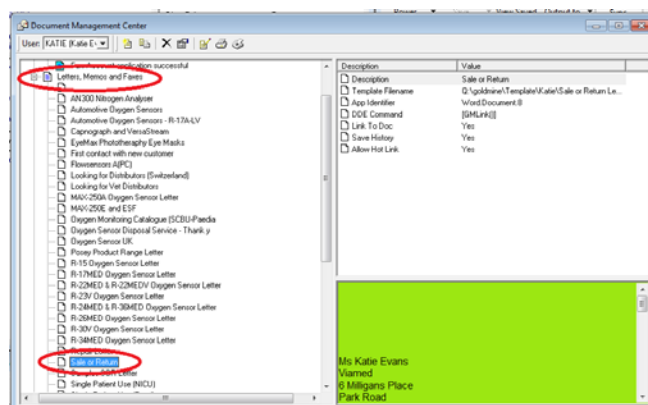 Document Management Center
User: KATIE (Katie Ev
application successful
Letters, Memos and Faxes
AN300 Nitrogen Analyser
Automotive Oxygen Sensors
Automotive Oxygen Sensors - R-17A-LV
Capnograph and VersaStream
EyeMax Phototheraphy Eye Masks
First contact with new customer
Flowsensors A(PC)
Looking for Distributors (Switzerland)
Looking for Vet Distributors
MAX-250A Oxygen Sensor Letter
MAX-250E and ESF
Oxygen Monitoring Catalogue (SCBU-Paedia
Oxygen Sensor Disposal Service - Thank y
Oxygen Sensor UK
Posey Product Range Letter
R-15 Oxygen Sensor Letter
R-17MED Oxygen Sensor Letter
R-22MED & R-22MEDV Oxygen Sensor Letter
R-23V Oxygen Sensor Letter
R-24MED & R-36MED Oxygen Sensor Letter
R-26MED Oxygen Sensor Letter
R-30V Oxygen Sensor Letter
R-34MED Oxygen Sensor Letter
Sale or Return
Letter
Single Patient Use (NICU)
Description Value
Description Sale or Return
Template Filename Q:\goldmine\Template\Katie\Sale or Return Le...
App Identifier Word.Document.8
DDE Command [GMLink()]
Link To Doc Yes
Save History Yes
Allow Hot Link Yes
Ms Katie Evans
Viamed
6 Milligans Place
Park Road